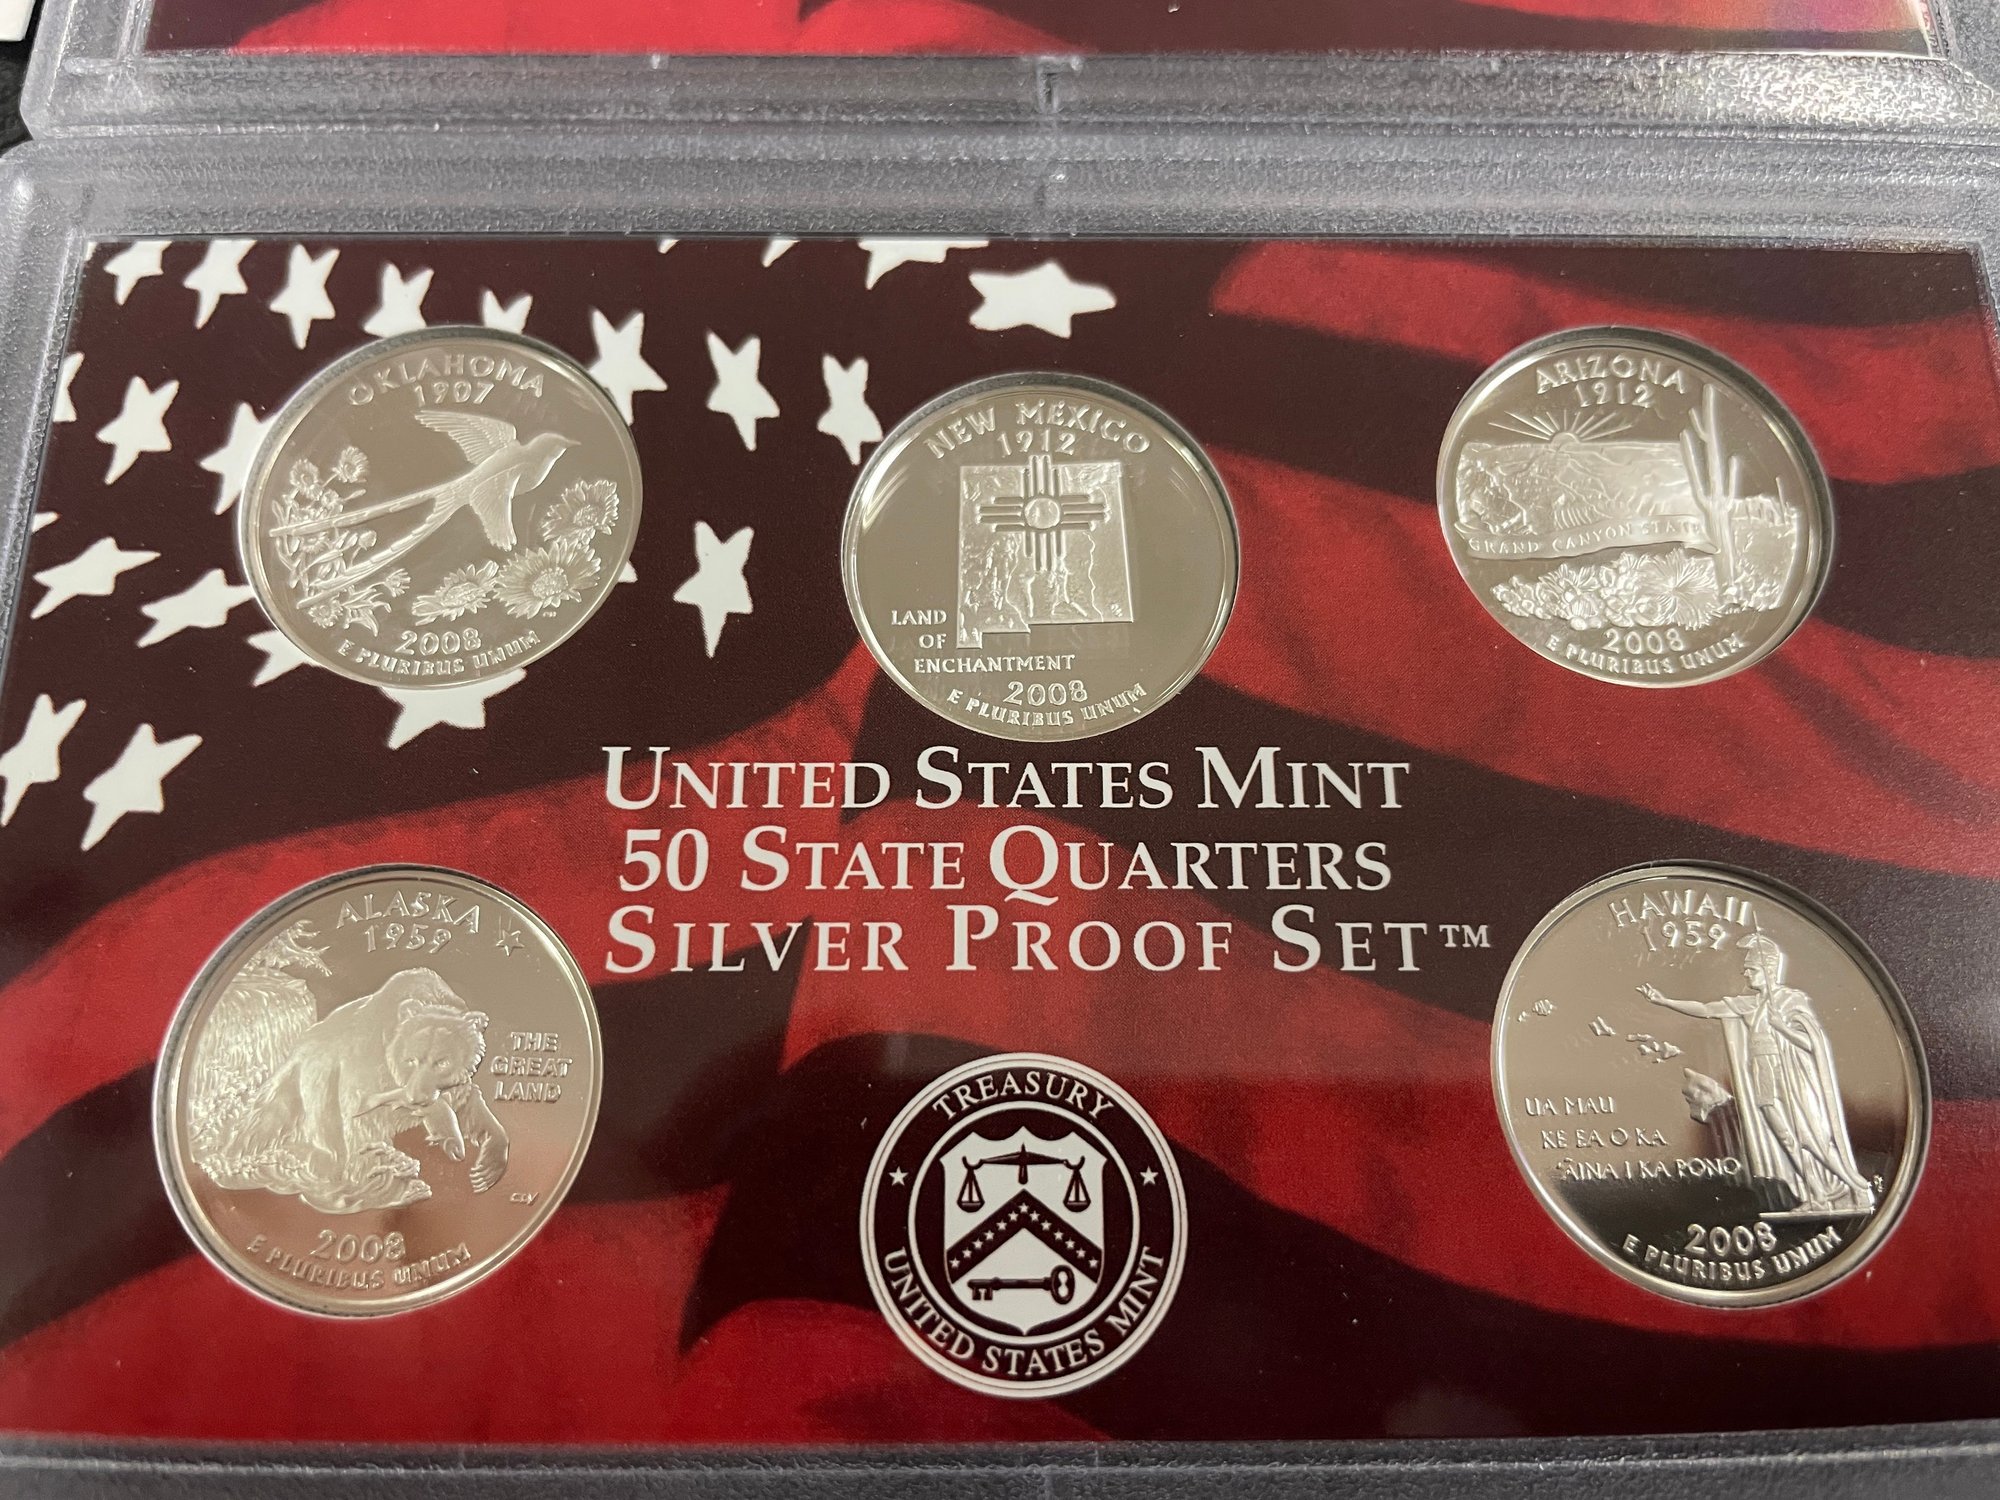 OKLAHOMA
1907
2008
E PLURIBUS UNUM
NEW MEXICO
1912
LAND
OF
ENCHANTMENT
2008
E PLURIBUS UNUM
ARIZONA
1912
GRAND CANYON STATE
2008
E PLURIBUS UNUM
UNITED STATES MINT
50 STATE QUARTERS
SILVER PROOF SET™
ALASKA
1959
THE
GREAT
LAND
2008
E PLURIBUS UNUM
TREASURY
UNITED STATES MINT
HAWAII
1959
UA MAU
KE EA O KA
ʻĀINA I KA PONO
2008
E PLURIBUS UNUM